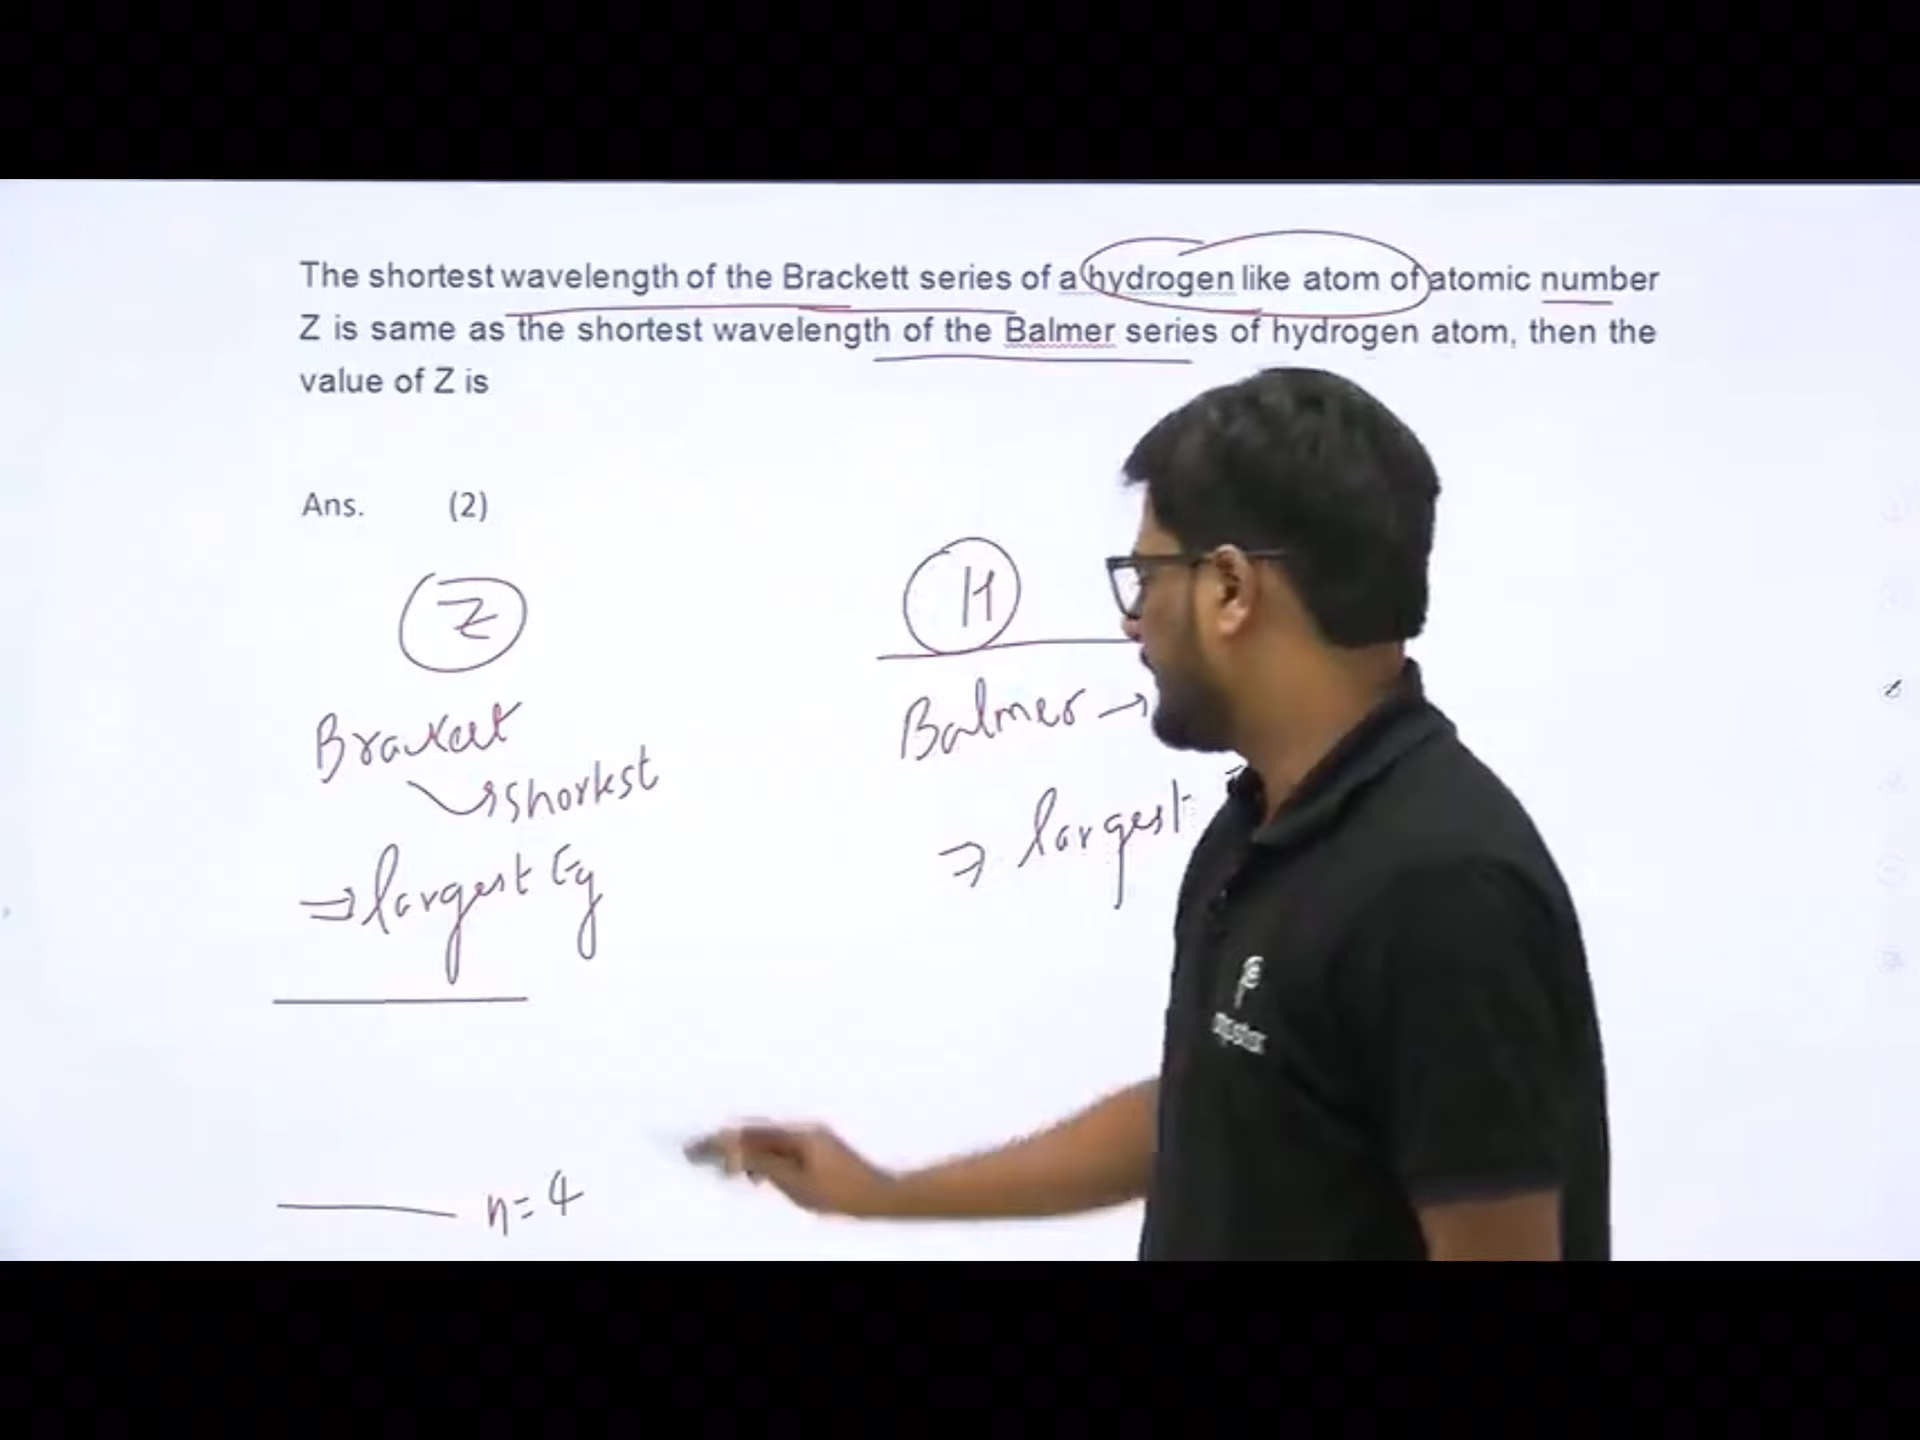 The shortest wavelength of the Brackett series of a hydrogen like atom of atomic number
Z is same as the shortest wavelength of the Balmer series of hydrogen atom, then the
value of Z is
Ans. (2)
Z
H
Balmer →
shortest
⇒ largest
⇒ largest Eg
n = 4